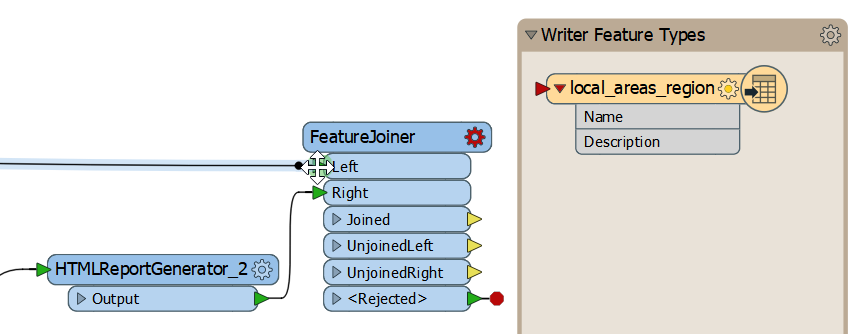 Writer Feature Types
local_areas_region
Name
Description
FeatureJoiner
Left
Right
Joined
UnjoinedLeft
UnjoinedRight
<Rejected>
HTMLReportGenerator_2
Output